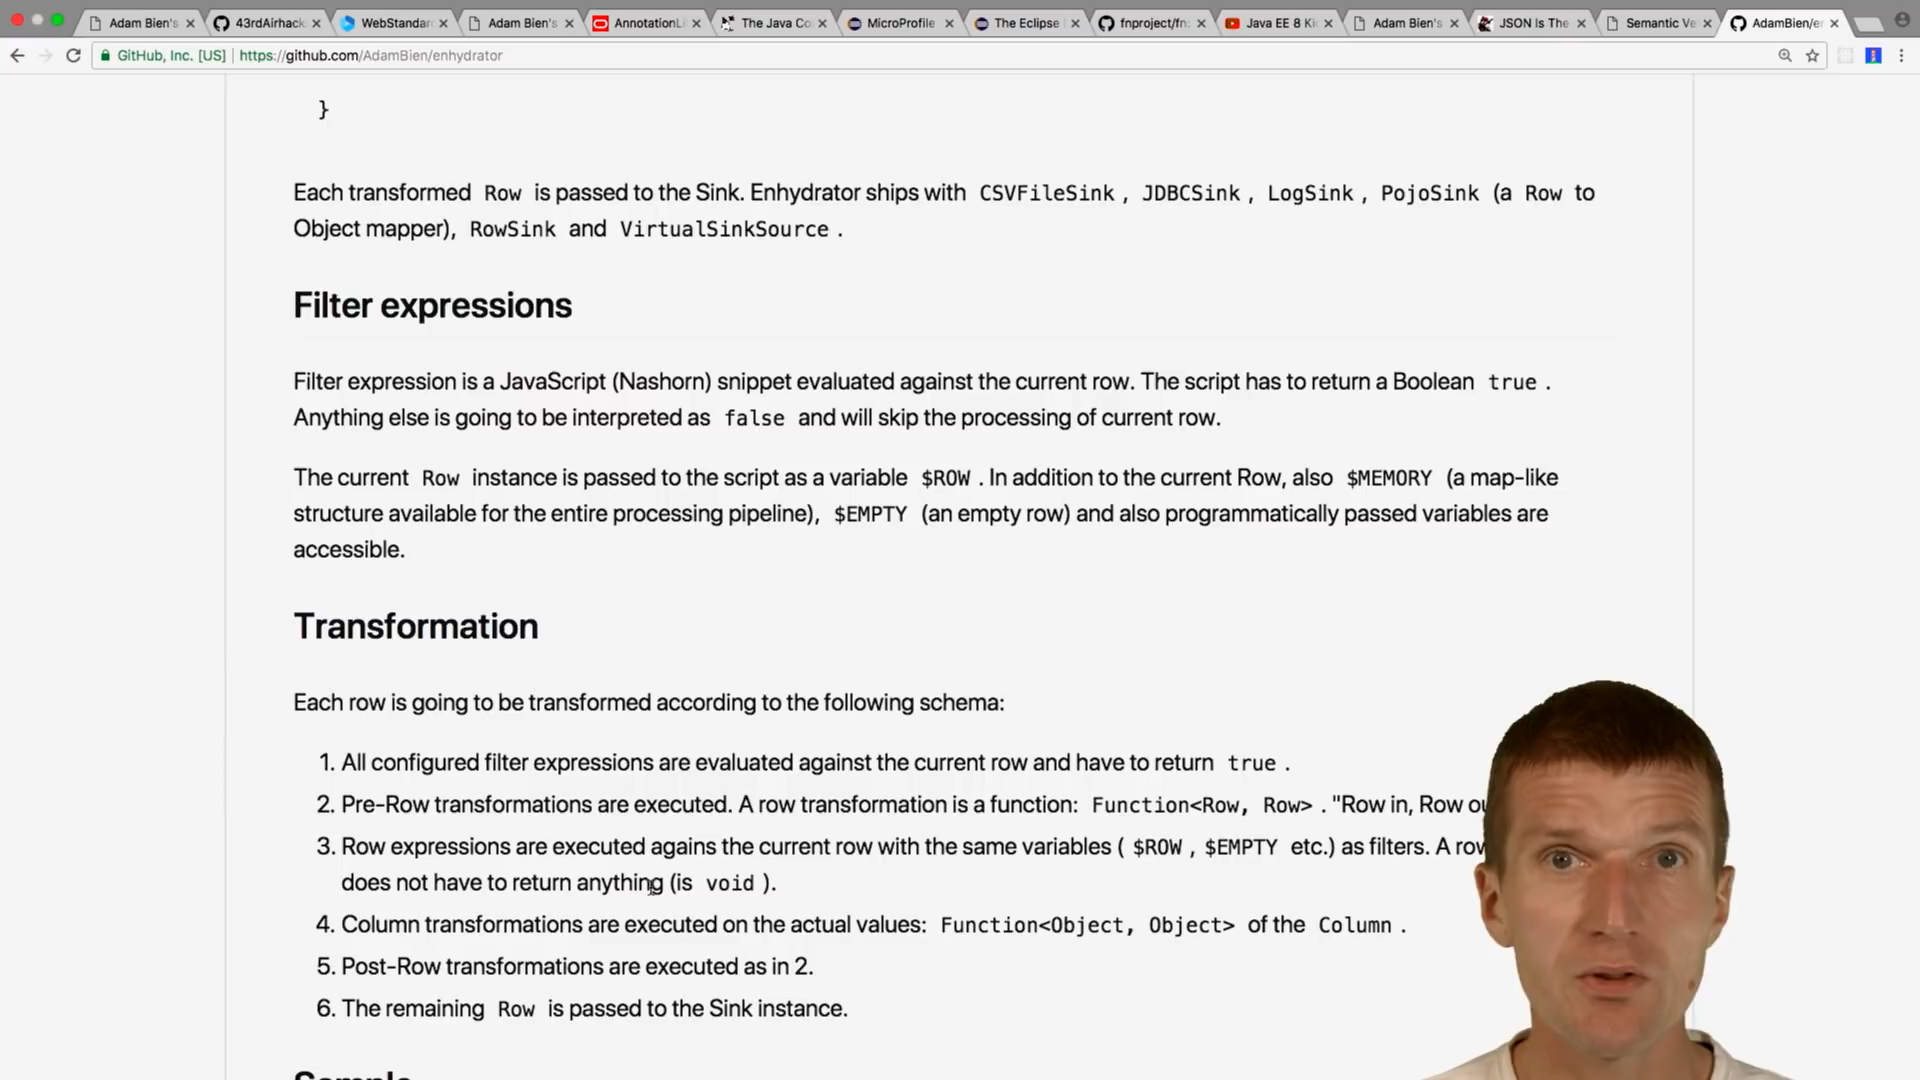 Adam Bien's
43rdAirhack
WebStandar
Adam Bien's
AnnotationLi
The Java Co
MicroProfile
The Eclipse
fnproject/fn
Java EE 8 Ki
Adam Bien's
JSON Is The
Semantic Ve
AdamBien/e
GitHub, Inc. [US] | https://github.com/AdamBien/enhydrator
}
Each transformed Row is passed to the Sink. Enhydrator ships with CSVFileSink , JDBCSink , LogSink , PojoSink (a Row to
Object mapper), RowSink and VirtualSinkSource .
Filter expressions
Filter expression is a JavaScript (Nashorn) snippet evaluated against the current row. The script has to return a Boolean true .
Anything else is going to be interpreted as false and will skip the processing of current row.
The current Row instance is passed to the script as a variable $ROW . In addition to the current Row, also $MEMORY (a map-like
structure available for the entire processing pipeline), $EMPTY (an empty row) and also programmatically passed variables are
accessible.
Transformation
Each row is going to be transformed according to the following schema:
1. All configured filter expressions are evaluated against the current row and have to return true .
2. Pre-Row transformations are executed. A row transformation is a function: Function<Row, Row> . "Row in, Row ou
3. Row expressions are executed agains the current row with the same variables ( $ROW , $EMPTY etc.) as filters. A row
does not have to return anything (is void ).
4. Column transformations are executed on the actual values: Function<Object, Object> of the Column .
5. Post-Row transformations are executed as in 2.
6. The remaining Row is passed to the Sink instance.
Sample